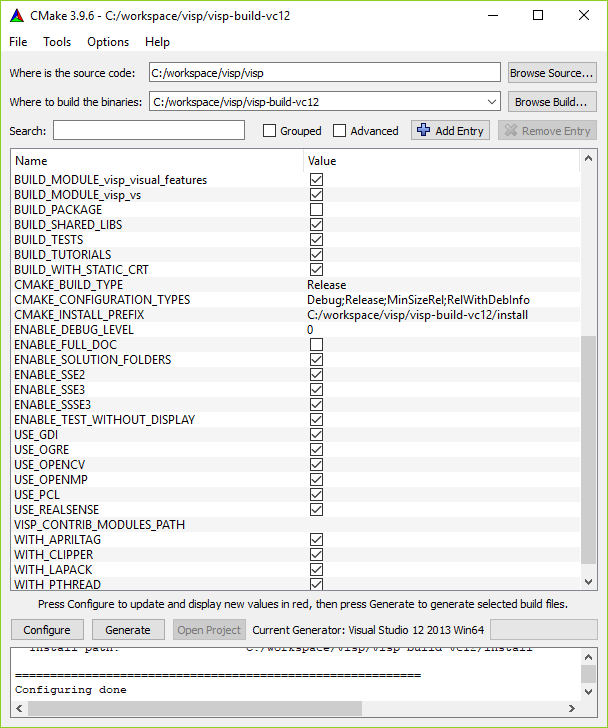 CMake 3.9.6 - C:/workspace/visp/visp-build-vc12
File Tools Options Help
Where is the source code: C:/workspace/visp/visp Browse Source...
Where to build the binaries: C:/workspace/visp/visp-build-vc12 Browse Build...
Search: Grouped Advanced Add Entry Remove Entry
Name Value
BUILD_MODULE_visp_visual_features
BUILD_MODULE_visp_vs
BUILD_PACKAGE
BUILD_SHARED_LIBS
BUILD_TESTS
BUILD_TUTORIALS
BUILD_WITH_STATIC_CRT
CMAKE_BUILD_TYPE Release
CMAKE_CONFIGURATION_TYPES Debug;Release;MinSizeRel;RelWithDebInfo
CMAKE_INSTALL_PREFIX C:/workspace/visp/visp-build-vc12/install
ENABLE_DEBUG_LEVEL 0
ENABLE_FULL_DOC
ENABLE_SOLUTION_FOLDERS
ENABLE_SSE2
ENABLE_SSE3
ENABLE_SSSE3
ENABLE_TEST_WITHOUT_DISPLAY
USE_GDI
USE_OGRE
USE_OPENCV
USE_OPENMP
USE_PCL
USE_REALSENSE
VISP_CONTRIB_MODULES_PATH
WITH_APRILTAG
WITH_CLIPPER
WITH_LAPACK
WITH_PTHREAD
Press Configure to update and display new values in red, then press Generate to generate selected build files.
Configure Generate Open Project Current Generator: Visual Studio 12 2013 Win64
Install path: C:/workspace/visp/visp-build-vc12/install
==========================================================
Configuring done